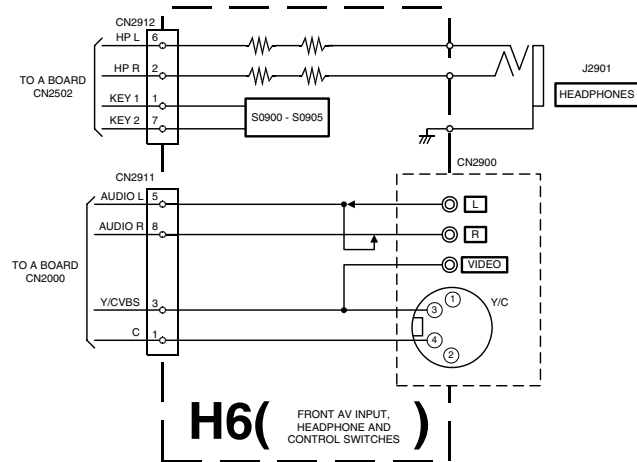 CN2912
HP L 6
HP R 2
KEY 1 1
KEY 2 7
TO A BOARD
CN2502
S0900 - S0905
J2901
HEADPHONES
CN2911
AUDIO L 5
AUDIO R 8
TO A BOARD
CN2000
Y/CVBS 3
C 1
CN2900
L
R
VIDEO
Y/C
1
3
4
2
H6( FRONT AV INPUT,
HEADPHONE AND
CONTROL SWITCHES )